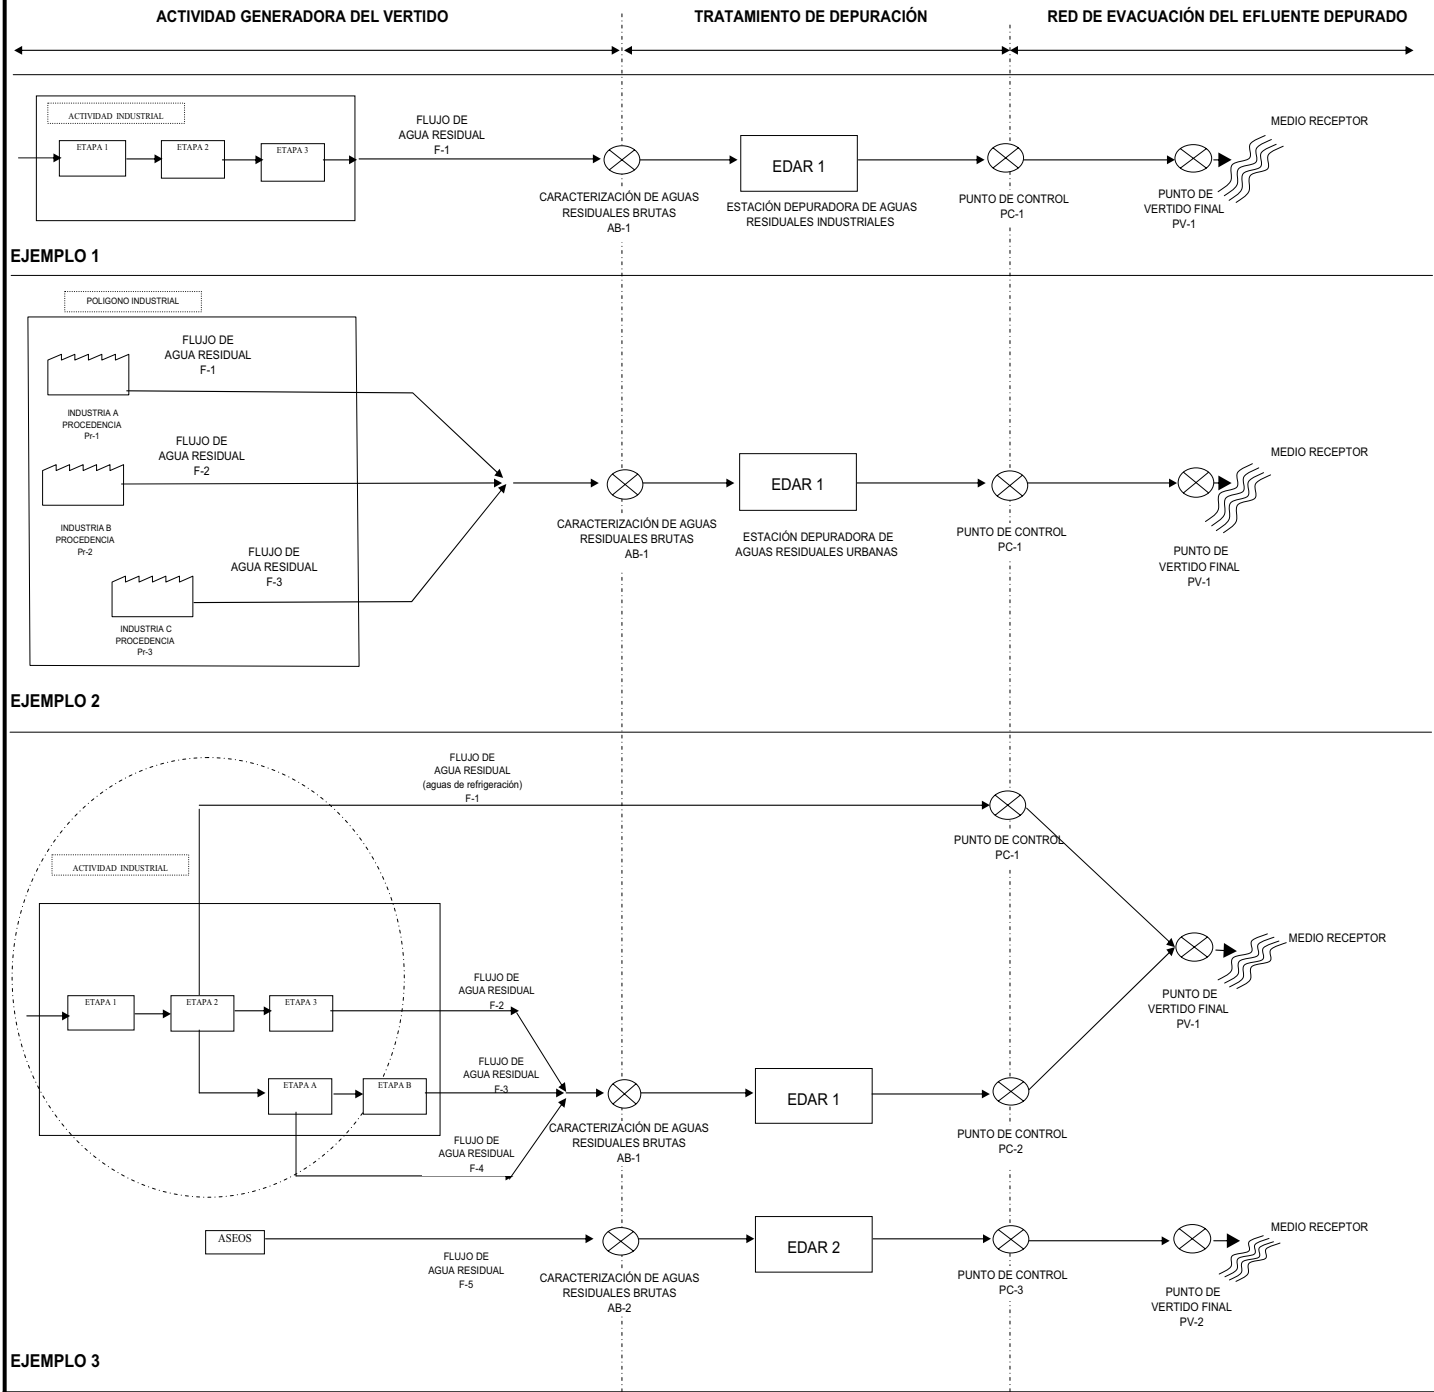 ACTIVIDAD GENERADORA DEL VERTIDO
TRATAMIENTO DE DEPURACIÓN
RED DE EVACUACIÓN DEL EFLUENTE DEPURADO
ACTIVIDAD INDUSTRIAL
ETAPA 1
ETAPA 2
ETAPA 3
FLUJO DE
AGUA RESIDUAL
F-1
CARACTERIZACIÓN DE AGUAS
RESIDUALES BRUTAS
AB-1
EDAR 1
ESTACIÓN DEPURADORA DE AGUAS
RESIDUALES INDUSTRIALES
PUNTO DE CONTROL
PC-1
PUNTO DE
VERTIDO FINAL
PV-1
MEDIO RECEPTOR
EJEMPLO 1
POLIGONO INDUSTRIAL
FLUJO DE
AGUA RESIDUAL
F-1
INDUSTRIA A
PROCEDENCIA
Pr-1
FLUJO DE
AGUA RESIDUAL
F-2
INDUSTRIA B
PROCEDENCIA
Pr-2
FLUJO DE
AGUA RESIDUAL
F-3
INDUSTRIA C
PROCEDENCIA
Pr-3
CARACTERIZACIÓN DE AGUAS
RESIDUALES BRUTAS
AB-1
EDAR 1
ESTACIÓN DEPURADORA DE
AGUAS RESIDUALES URBANAS
PUNTO DE CONTROL
PC-1
PUNTO DE
VERTIDO FINAL
PV-1
MEDIO RECEPTOR
EJEMPLO 2
FLUJO DE
AGUA RESIDUAL
(aguas de refrigeración)
F-1
PUNTO DE CONTROL
PC-1
ACTIVIDAD INDUSTRIAL
ETAPA 1
ETAPA 2
ETAPA 3
FLUJO DE
AGUA RESIDUAL
F-2
ETAPA A
ETAPA B
FLUJO DE
AGUA RESIDUAL
F-3
FLUJO DE
AGUA RESIDUAL
F-4
CARACTERIZACIÓN DE AGUAS
RESIDUALES BRUTAS
AB-1
EDAR 1
PUNTO DE CONTROL
PC-2
PUNTO DE
VERTIDO FINAL
PV-1
MEDIO RECEPTOR
ASEOS
FLUJO DE
AGUA RESIDUAL
F-5
CARACTERIZACIÓN DE AGUAS
RESIDUALES BRUTAS
AB-2
EDAR 2
PUNTO DE CONTROL
PC-3
PUNTO DE
VERTIDO FINAL
PV-2
MEDIO RECEPTOR
EJEMPLO 3